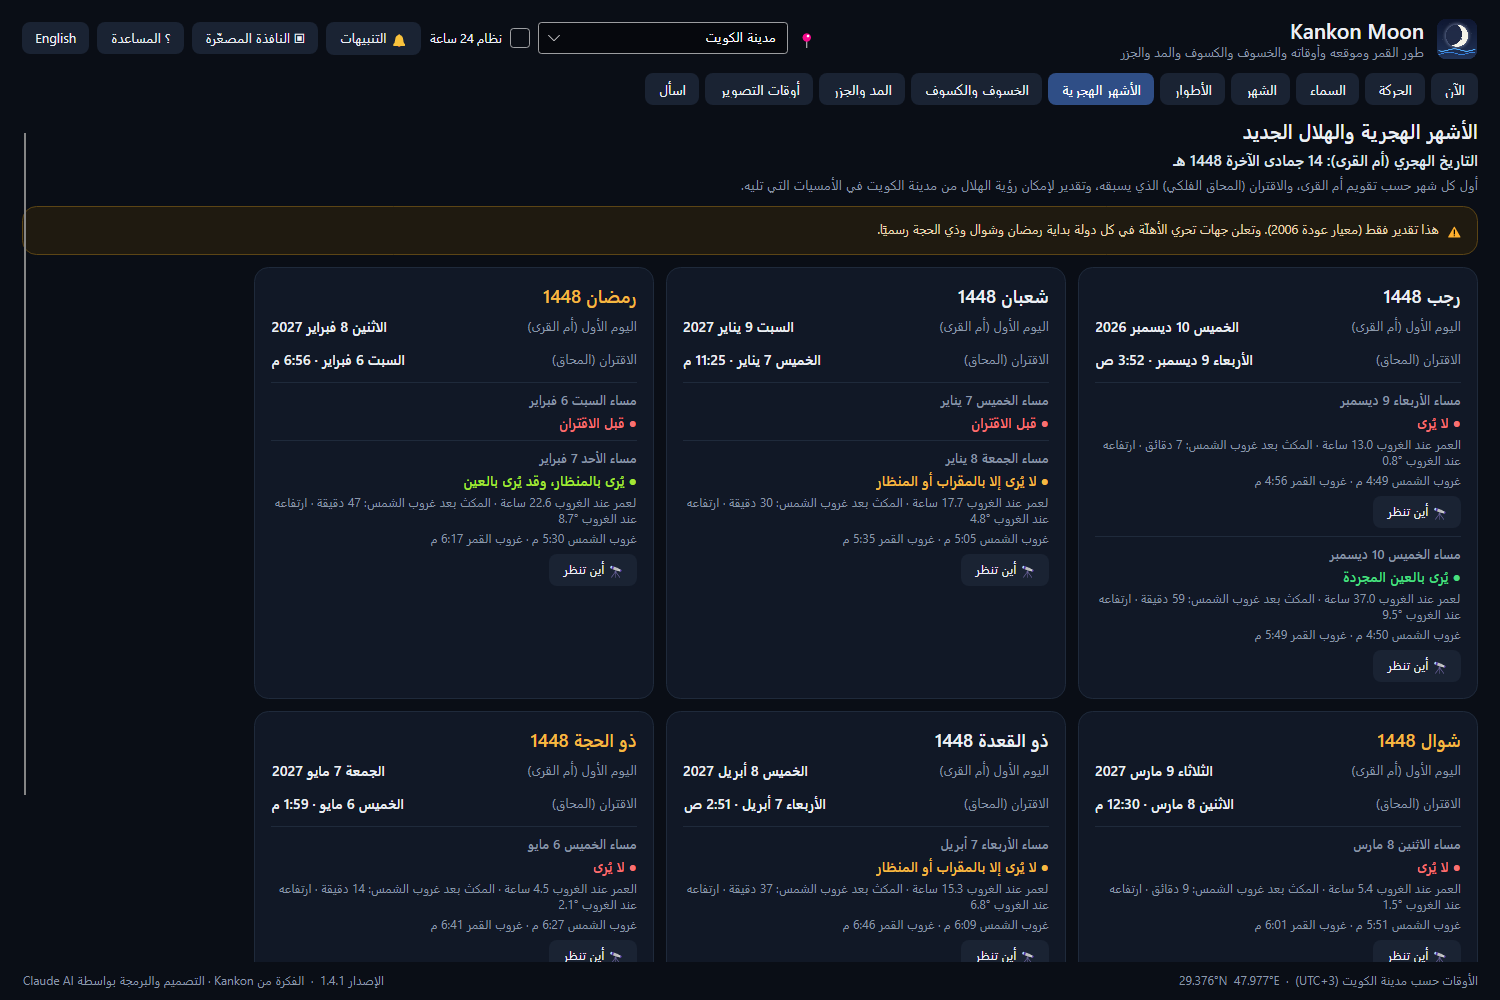 Kankon Moon
طور القمر وموقعه وأوقاته والخسوف والكسوف والمد والجزر
مدينة الكويت
نظام 24 ساعة
التنبيهات
النافذة المصغّرة
؟ المساعدة
English
الآن
الحركة
السماء
الشهر
الأطوار
الأشهر الهجرية
الخسوف والكسوف
المد والجزر
أوقات التصوير
اسأل
الأشهر الهجرية والهلال الجديد
التاريخ الهجري (أم القرى): 14 جمادى الآخرة 1448 هـ
أول كل شهر حسب تقويم أم القرى، والاقتران (المحاق الفلكي) الذي يسبقه، وتقدير لإمكان رؤية الهلال من مدينة الكويت في الأمسيات التي تليه.
هذا تقدير فقط (معيار عودة 2006). وتعلن جهات تحري الأهلّة في كل دولة بداية رمضان وشوال وذي الحجة رسميًا.
رجب 1448
اليوم الأول (أم القرى) الخميس 10 ديسمبر 2026
الاقتران (المحاق) الأربعاء 9 ديسمبر · 3:52 ص
مساء الأربعاء 9 ديسمبر
● لا يُرى
العمر عند الغروب 13.0 ساعة · المكث بعد غروب الشمس: 7 دقائق · ارتفاعه
عند الغروب 0.8°
غروب الشمس 4:49 م · غروب القمر 4:56 م
أين تنظر
مساء الخميس 10 ديسمبر
● يُرى بالعين المجردة
لعمر عند الغروب 37.0 ساعة · المكث بعد غروب الشمس: 59 دقيقة · ارتفاعه
عند الغروب 9.5°
غروب الشمس 4:50 م · غروب القمر 5:49 م
أين تنظر
شعبان 1448
اليوم الأول (أم القرى) السبت 9 يناير 2027
الاقتران (المحاق) الخميس 7 يناير · 11:25 م
مساء الخميس 7 يناير
● قبل الاقتران
مساء الجمعة 8 يناير
● لا يُرى إلا بالمقراب أو المنظار
لعمر عند الغروب 17.7 ساعة · المكث بعد غروب الشمس: 30 دقيقة · ارتفاعه
عند الغروب 4.8°
غروب الشمس 5:05 م · غروب القمر 5:35 م
أين تنظر
رمضان 1448
اليوم الأول (أم القرى) الاثنين 8 فبراير 2027
الاقتران (المحاق) السبت 6 فبراير · 6:56 م
مساء السبت 6 فبراير
● قبل الاقتران
مساء الأحد 7 فبراير
● يُرى بالمنظار، وقد يُرى بالعين
لعمر عند الغروب 22.6 ساعة · المكث بعد غروب الشمس: 47 دقيقة · ارتفاعه
عند الغروب 8.7°
غروب الشمس 5:30 م · غروب القمر 6:17 م
أين تنظر
شوال 1448
اليوم الأول (أم القرى) الثلاثاء 9 مارس 2027
الاقتران (المحاق) الاثنين 8 مارس · 12:30 م
مساء الاثنين 8 مارس
● لا يُرى
العمر عند الغروب 5.4 ساعة · المكث بعد غروب الشمس: 9 دقائق · ارتفاعه
عند الغروب 1.5°
غروب الشمس 5:51 م · غروب القمر 6:01 م
أين تنظر
ذو القعدة 1448
اليوم الأول (أم القرى) الخميس 8 أبريل 2027
الاقتران (المحاق) الأربعاء 7 أبريل · 2:51 ص
مساء الأربعاء 7 أبريل
● لا يُرى إلا بالمقراب أو المنظار
لعمر عند الغروب 15.3 ساعة · المكث بعد غروب الشمس: 37 دقيقة · ارتفاعه
عند الغروب 6.8°
غروب الشمس 6:09 م · غروب القمر 6:46 م
أين تنظر
ذو الحجة 1448
اليوم الأول (أم القرى) الجمعة 7 مايو 2027
الاقتران (المحاق) الخميس 6 مايو · 1:59 م
مساء الخميس 6 مايو
● لا يُرى
العمر عند الغروب 4.5 ساعة · المكث بعد غروب الشمس: 14 دقيقة · ارتفاعه
عند الغروب 2.1°
غروب الشمس 6:27 م · غروب القمر 6:41 م
أين تنظر
الأوقات حسب مدينة الكويت (UTC+3) · 29.376°N 47.977°E
الإصدار 1.4.1 · الفكرة من Kankon · التصميم والبرمجة بواسطة Claude AI